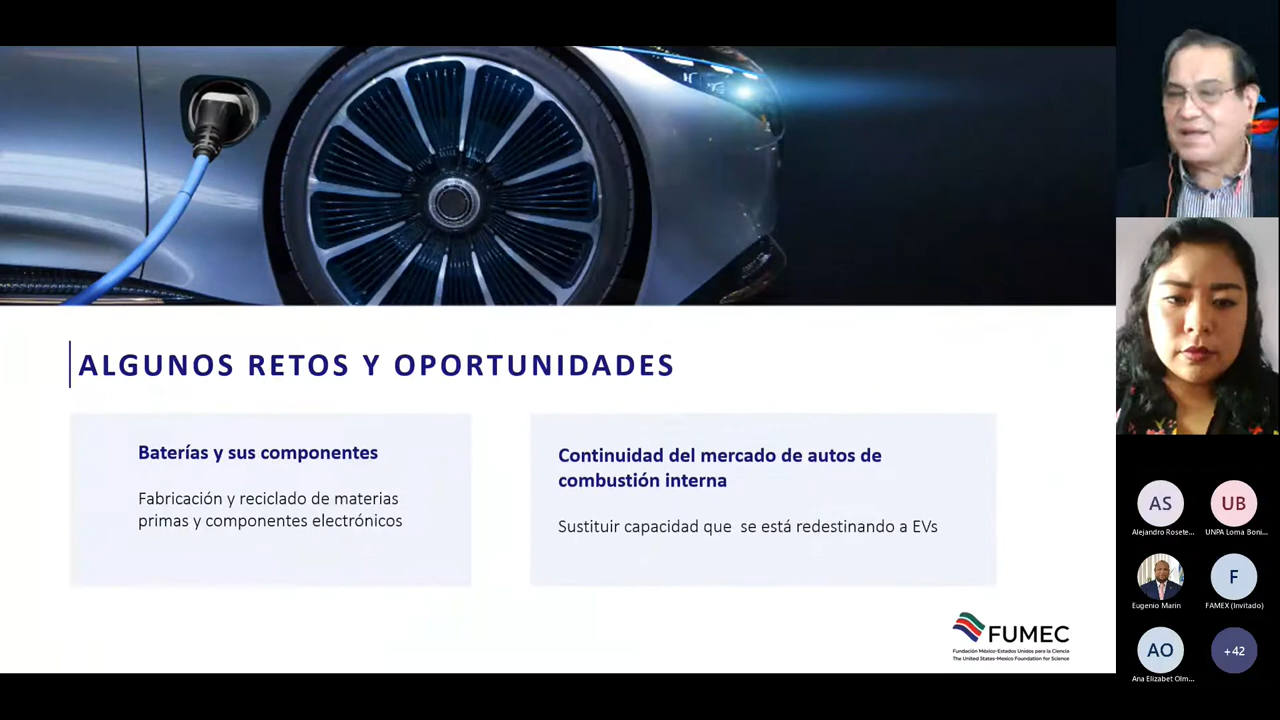 ALGUNOS RETOS Y OPORTUNIDADES
Baterías y sus componentes
Fabricación y reciclado de materias
primas y componentes electrónicos
Continuidad del mercado de autos de
combustión interna
Sustituir capacidad que se está redestinando a EVs
FUMEC
Fundación México-Estados Unidos para la Ciencia
The United States-Mexico Foundation for Science
AS
Alejandro Rosete...
UB
UNPA Loma Boni...
Eugenio Marin
F
FAMEX (Invitado)
AO
Ana Elizabet Olm...
+42